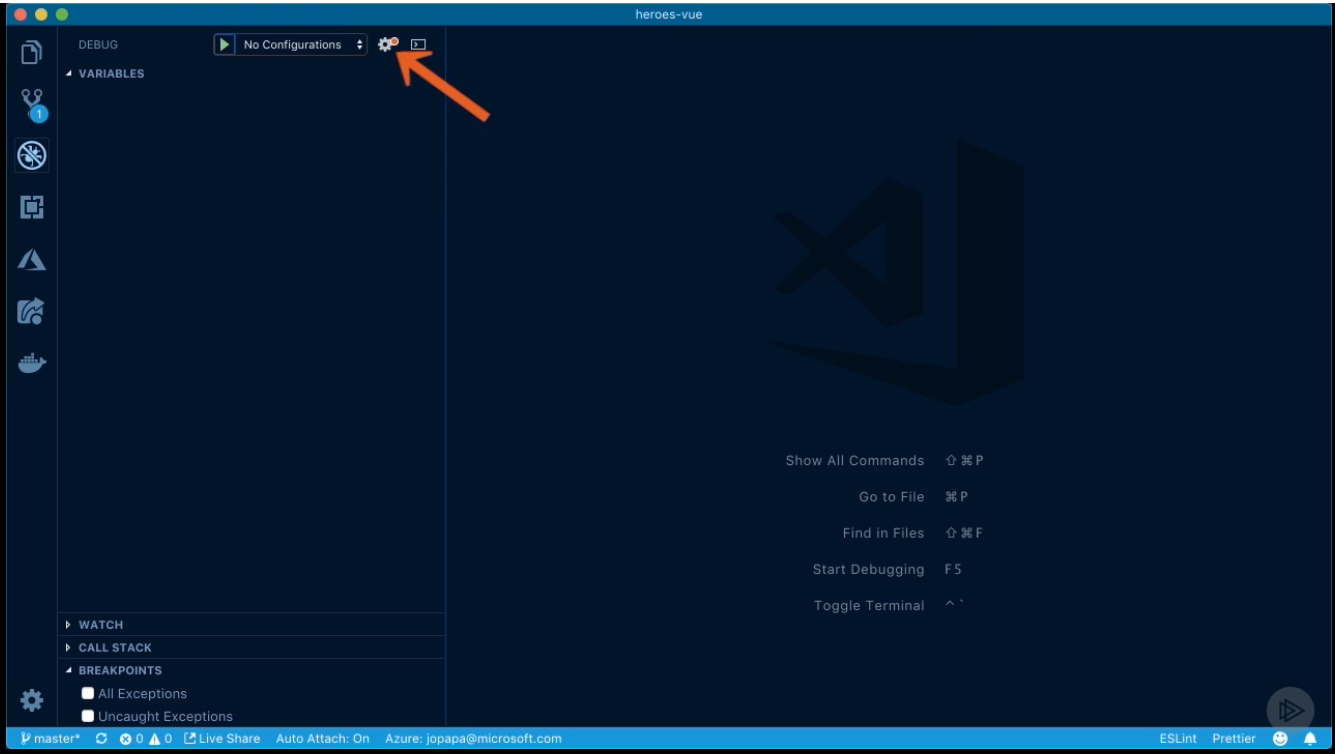 heroes-vue
DEBUG
No Configurations
VARIABLES
1
Show All Commands ⇧⌘P
Go to File ⌘P
Find in Files ⇧⌘F
Start Debugging F5
Toggle Terminal ^`
WATCH
CALL STACK
BREAKPOINTS
All Exceptions
Uncaught Exceptions
master* 0 0 Live Share Auto Attach: On Azure: jopapa@microsoft.com ESLint Prettier